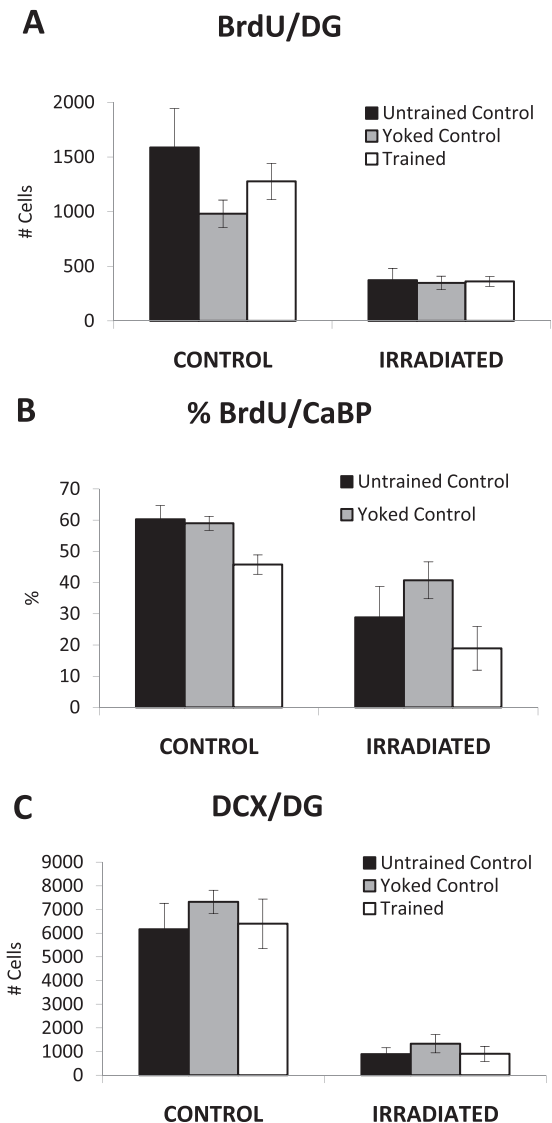 A
BrdU/DG
2000
1500
1000
500
0
# Cells
Untrained Control
Yoked Control
Trained
CONTROL
IRRADIATED
B
% BrdU/CaBP
70
60
50
40
30
20
10
0
%
Untrained Control
Yoked Control
CONTROL
IRRADIATED
C
DCX/DG
9000
8000
7000
6000
5000
4000
3000
2000
1000
0
# Cells
Untrained Control
Yoked Control
Trained
CONTROL
IRRADIATED